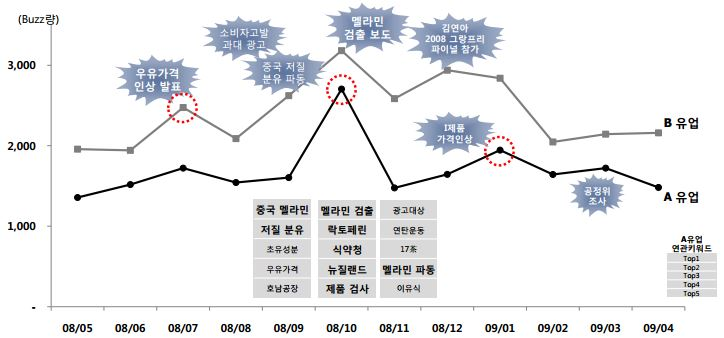 (Buzz량)
3,000
2,000
1,000
-
우유가격
인상 발표
소비자고발
과대 광고
중국 저질
분유 파동
멜라민
검출 보도
김연아
2008 그랑프리
파이널 참가
1제품
가격인상
공정위
조사
B 유업
A 유업
중국 멜라민
저질 분유
초유성분
우유가격
호남공장
멜라민 검출
락토페린
식약청
뉴질랜드
제품 검사
광고대상
연탄운동
17茶
멜라민 파동
이유식
A유업
연관키워드
Top1
Top2
Top3
Top4
Top5
08/05 08/06 08/07 08/08 08/09 08/10 08/11 08/12 09/01 09/02 09/03 09/04